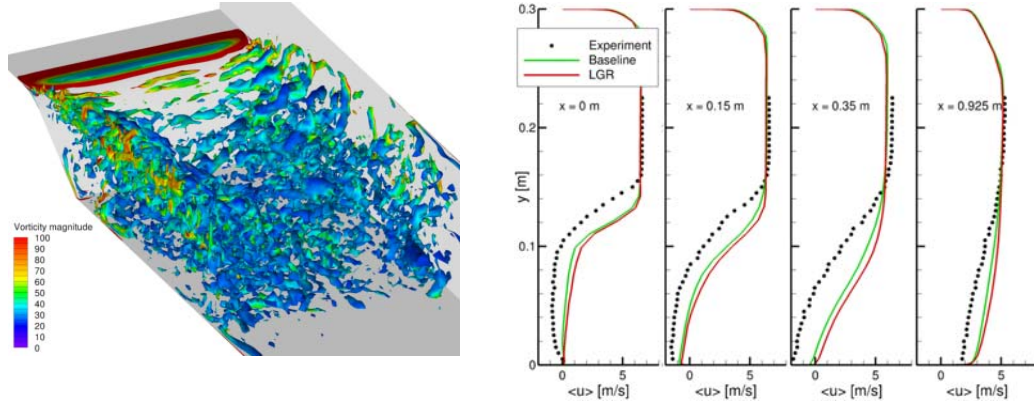 Vorticity magnitude
100
90
80
70
60
50
40
30
20
10
0
0.3
0.2
0.1
0
y [m]
Experiment
Baseline
LGR
x = 0 m
x = 0.15 m
x = 0.35 m
x = 0.925 m
0 5
0 5
0 5
0 5
<u> [m/s]
<u> [m/s]
<u> [m/s]
<u> [m/s]